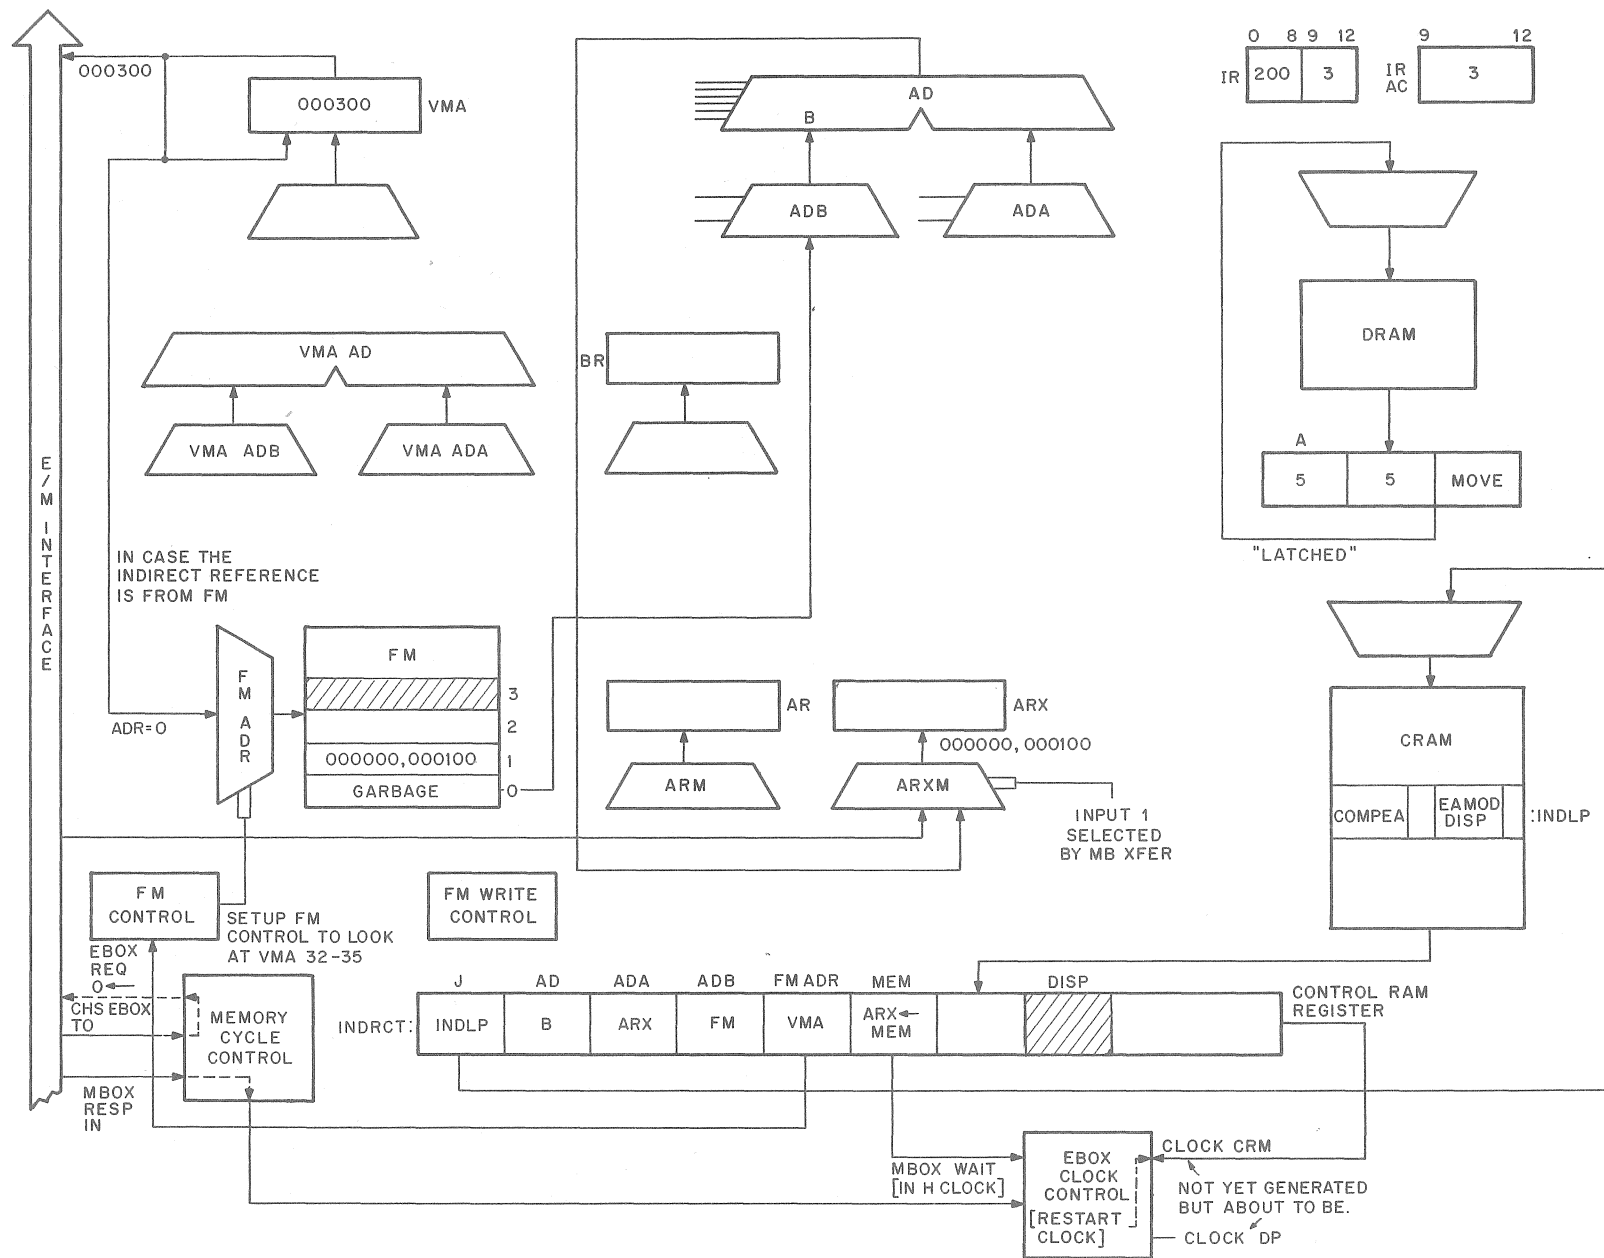 0 8 9 12
9 12
000300
000300
VMA
AD
B
IR
200
3
IR
AC
3
ADB
ADA
DRAM
VMA AD
BR
VMA ADB
VMA ADA
A
5
5
MOVE
"LATCHED"
E/M INTERFACE
IN CASE THE
INDIRECT REFERENCE
IS FROM FM
FM ADR
FM
3
2
000000,000100
1
GARBAGE
0
ADR=0
AR
ARX
000000,000100
ARM
ARXM
INPUT 1
SELECTED
BY MB XFER
CRAM
COMPEA
EAMOD
DISP
:INDLP
FM
CONTROL
FM WRITE
CONTROL
SETUP FM
CONTROL TO LOOK
AT VMA 32-35
EBOX
REQ
0←
CHS EBOX
TO
MEMORY
CYCLE
CONTROL
MBOX
RESP
IN
J AD ADA ADB FM ADR MEM DISP
INDRCT:
INDLP
B
ARX
FM
VMA
ARX←
MEM
CONTROL RAM
REGISTER
MBOX WAIT
[IN H CLOCK]
EBOX
CLOCK
CONTROL
[RESTART
CLOCK]
CLOCK CRM
NOT YET GENERATED
BUT ABOUT TO BE.
CLOCK DP